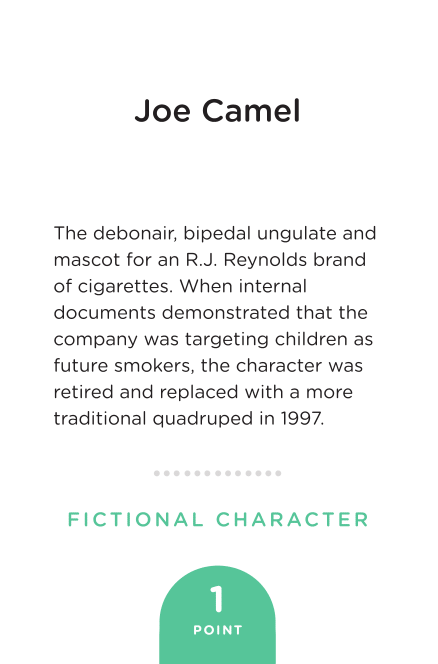 Joe Camel
The debonair, bipedal ungulate and
mascot for an R.J. Reynolds brand
of cigarettes. When internal
documents demonstrated that the
company was targeting children as
future smokers, the character was
retired and replaced with a more
traditional quadruped in 1997.
FICTIONAL CHARACTER
1
POINT